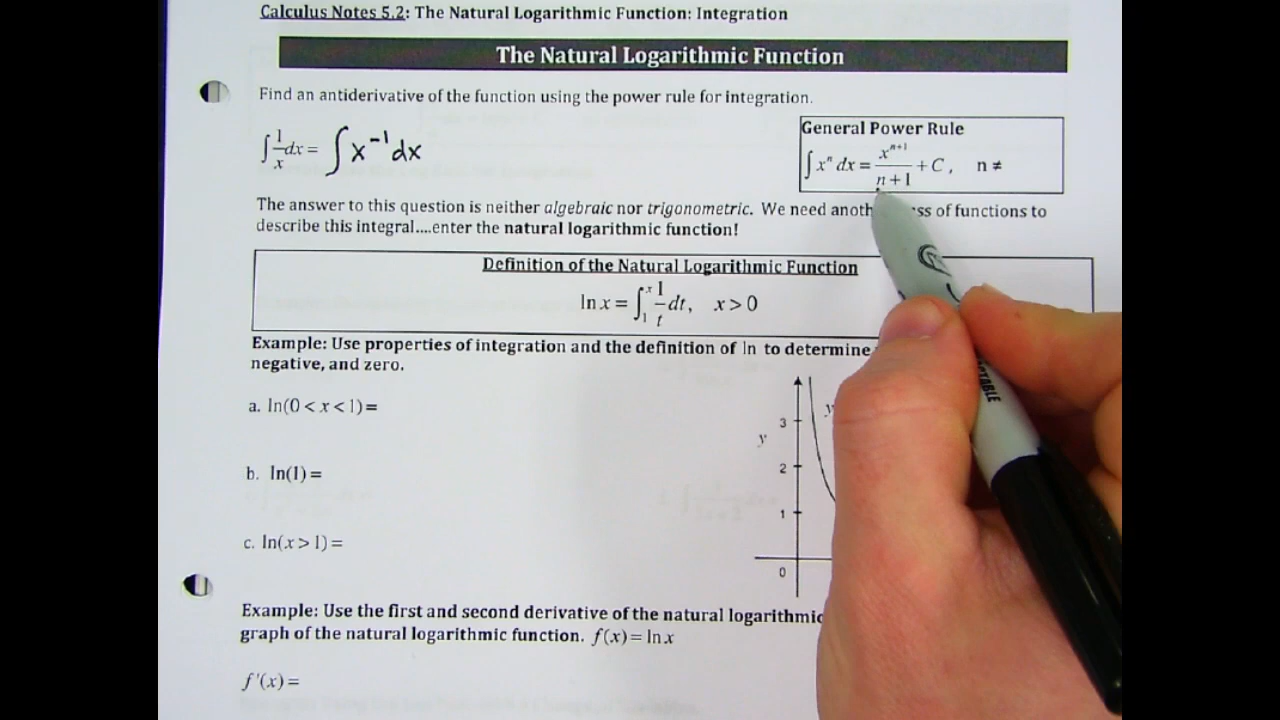 Calculus Notes 5.2: The Natural Logarithmic Function: Integration
The Natural Logarithmic Function
Find an antiderivative of the function using the power rule for integration.
∫ 1/x dx = ∫ x⁻¹ dx
General Power Rule
∫ xⁿ dx = xⁿ⁺¹/n+1 + C, n ≠
The answer to this question is neither algebraic nor trigonometric. We need of functions to
describe this integral....enter the natural logarithmic function!
Definition of the Natural Logarithmic Function
ln x = ∫₁ˣ 1/t dt, x > 0
Example: Use properties of integration and the definition of ln to determine
negative, and zero.
a. ln(0 < x < 1) =
b. ln(1) =
c. ln(x > 1) =
y
3
2
1
0
y
Example: Use the first and second derivative of the natural
graph of the natural logarithmic function. f(x) = ln x
f'(x) =